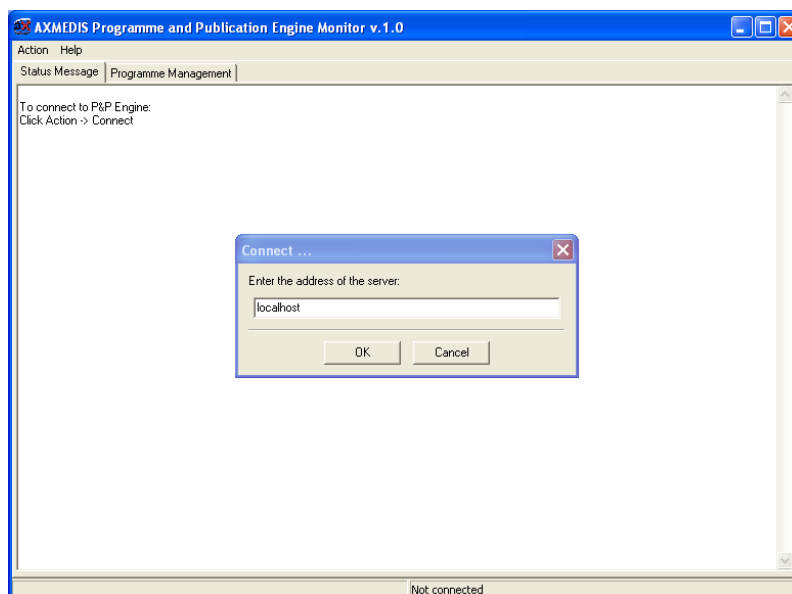 AXMEDIS Programme and Publication Engine Monitor v.1.0
Action Help
Status Message Programme Management
To connect to P&P Engine:
Click Action -> Connect
Connect ...
Enter the address of the server:
localhost
OK Cancel
Not connected